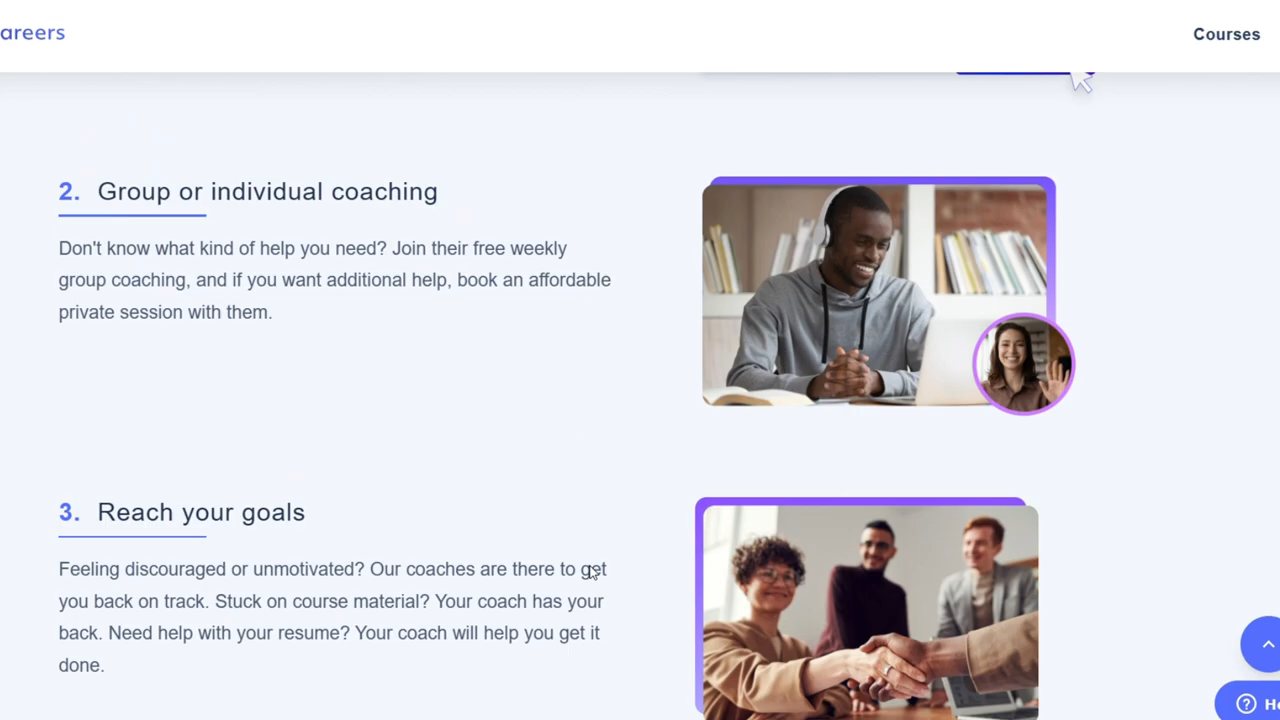 areers
Courses
2. Group or individual coaching
Don't know what kind of help you need? Join their free weekly
group coaching, and if you want additional help, book an affordable
private session with them.
3. Reach your goals
Feeling discouraged or unmotivated? Our coaches are there to get
you back on track. Stuck on course material? Your coach has your
back. Need help with your resume? Your coach will help you get it
done.
He